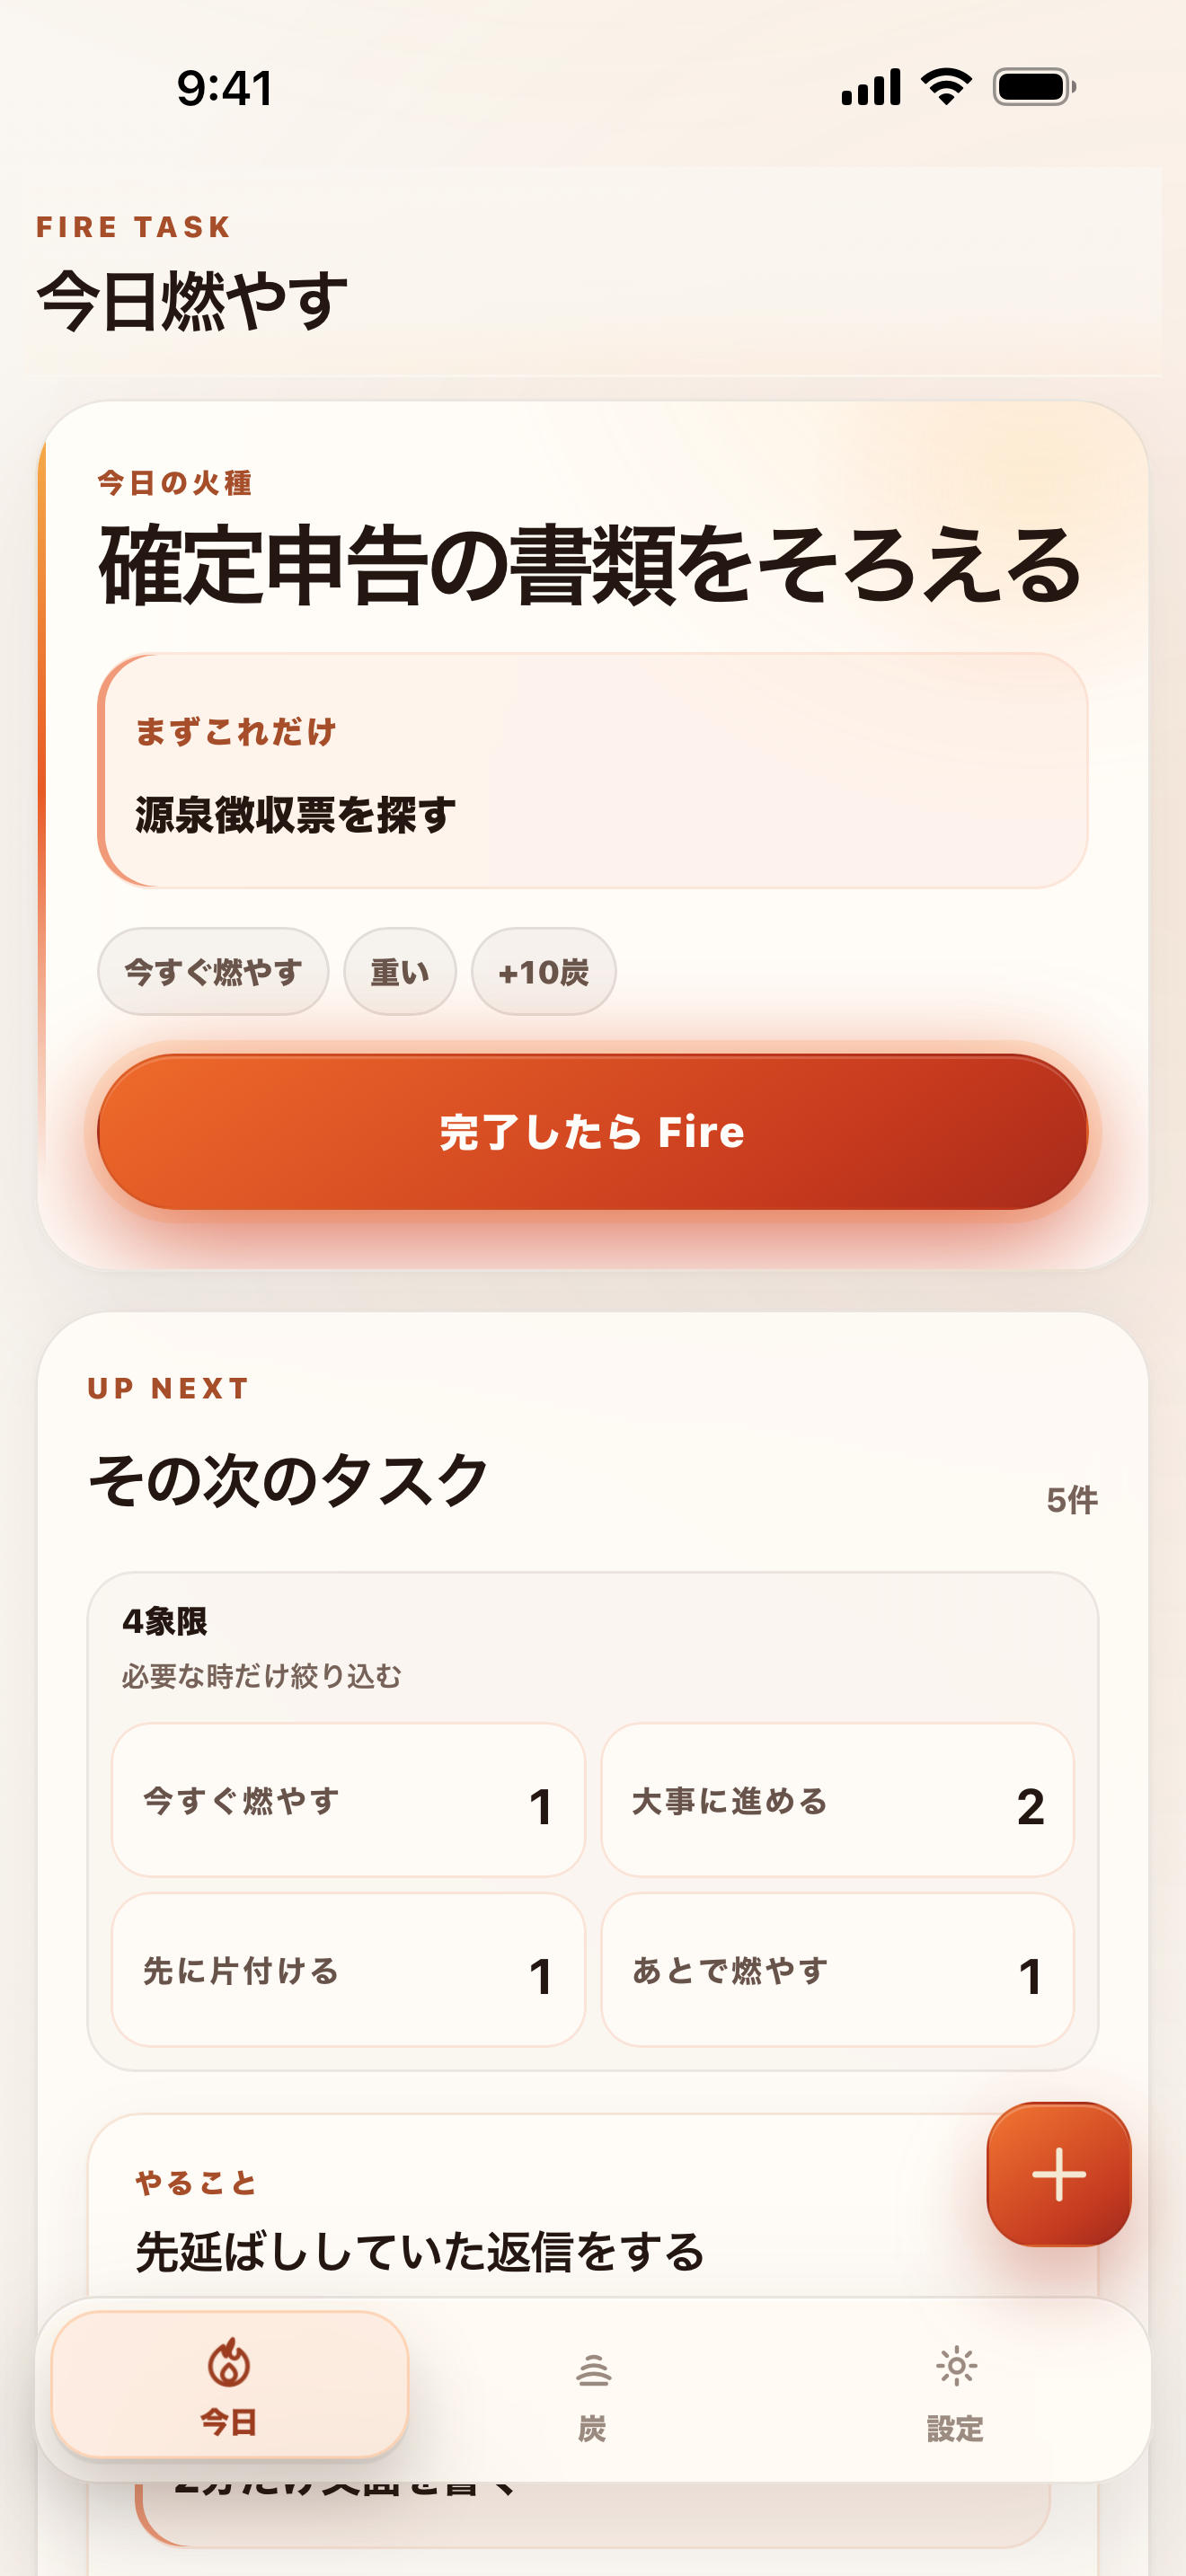 9:41
FIRE TASK
今日燃やす
今日の火種
確定申告の書類をそろえる
まずこれだけ
源泉徴収票を探す
今すぐ燃やす 重い +10炭
完了したら Fire
UP NEXT
その次のタスク
5件
4象限
必要な時だけ絞り込む
今すぐ燃やす 1
大事に進める 2
先に片付ける 1
あとで燃やす 1
やること
先延ばししていた返信をする
今日
炭
設定